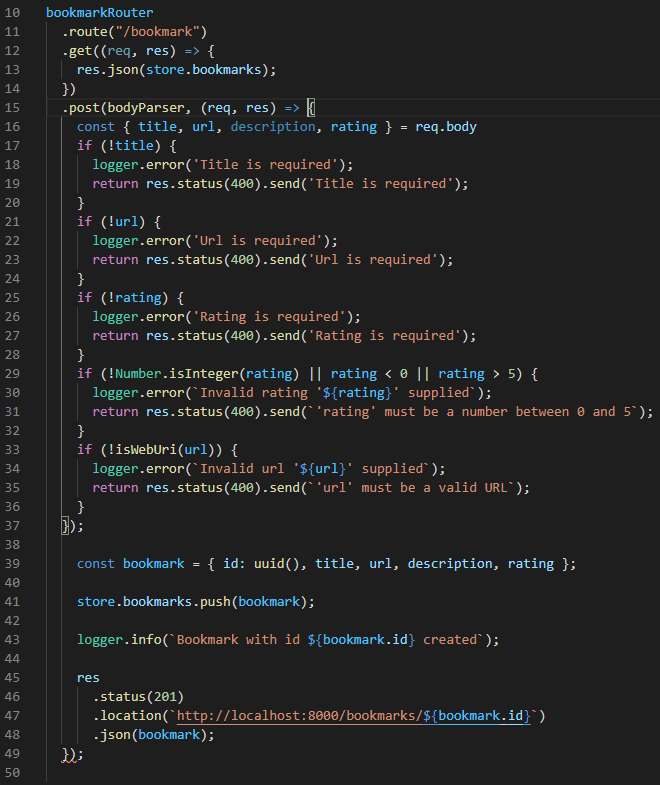 10 bookmarkRouter
11   .route("/bookmark")
12   .get((req, res) => {
13     res.json(store.bookmarks);
14   })
15   .post(bodyParser, (req, res) => {
16     const { title, url, description, rating } = req.body
17     if (!title) {
18       logger.error('Title is required');
19       return res.status(400).send('Title is required');
20     }
21     if (!url) {
22       logger.error('Url is required');
23       return res.status(400).send('Url is required');
24     }
25     if (!rating) {
26       logger.error('Rating is required');
27       return res.status(400).send('Rating is required');
28     }
29     if (!Number.isInteger(rating) || rating < 0 || rating > 5) {
30       logger.error(`Invalid rating '${rating}' supplied`);
31       return res.status(400).send(`'rating' must be a number between 0 and 5`);
32     }
33     if (!isWebUri(url)) {
34       logger.error(`Invalid url '${url}' supplied`);
35       return res.status(400).send(`'url' must be a valid URL`);
36     }
37   });
38
39     const bookmark = { id: uuid(), title, url, description, rating };
40
41     store.bookmarks.push(bookmark);
42
43     logger.info(`Bookmark with id ${bookmark.id} created`);
44
45     res
46       .status(201)
47       .location(`http://localhost:8000/bookmarks/${bookmark.id}`)
48       .json(bookmark);
49   });
50